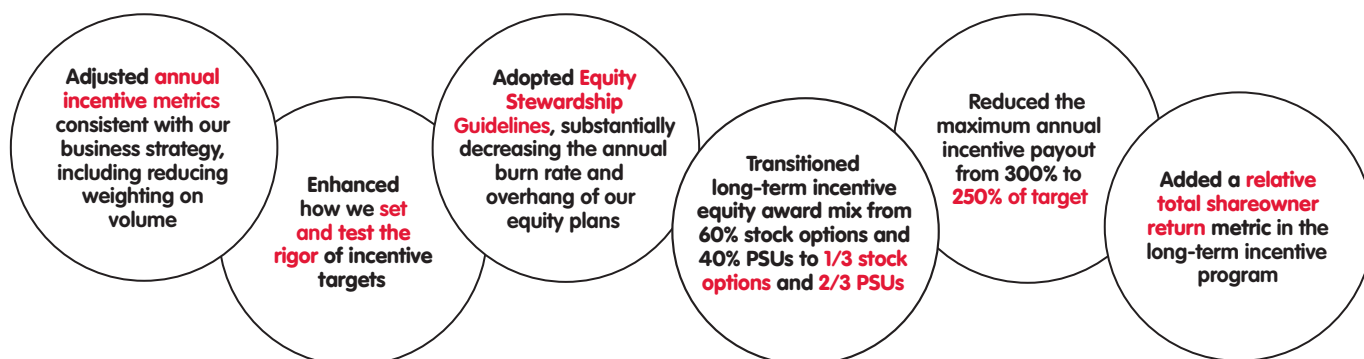 Adjusted annual
incentive metrics
consistent with our
business strategy,
including reducing
weighting on
volume
Enhanced
how we set
and test the
rigor of incentive
targets
Adopted Equity
Stewardship
Guidelines, substantially
decreasing the annual
burn rate and
overhang of our
equity plans
Transitioned
long-term incentive
equity award mix from
60% stock options and
40% PSUs to 1/3 stock
options and 2/3 PSUs
Reduced the
maximum annual
incentive payout
from 300% to
250% of target
Added a relative
total shareowner
return metric in the
long-term incentive
program